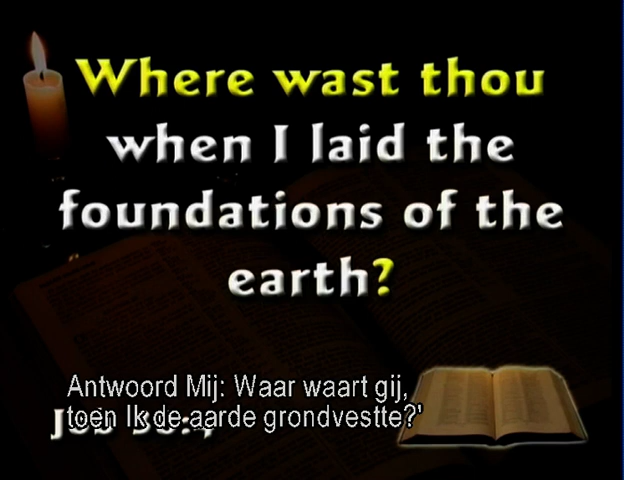 Where wast thou
when I laid the
foundations of the
earth?
Antwoord Mij: Waar waart gij,
toen Ik de aarde grondvestte?'